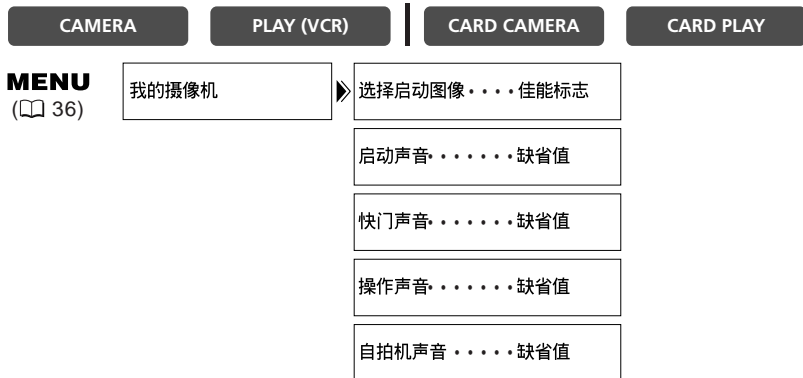 CAMERA PLAY (VCR) CARD CAMERA CARD PLAY
MENU 我的摄像机 选择启动图像····佳能标志
(36)
启动声音·······缺省值
快门声音·······缺省值
操作声音·······缺省值
自拍机声音·····缺省值